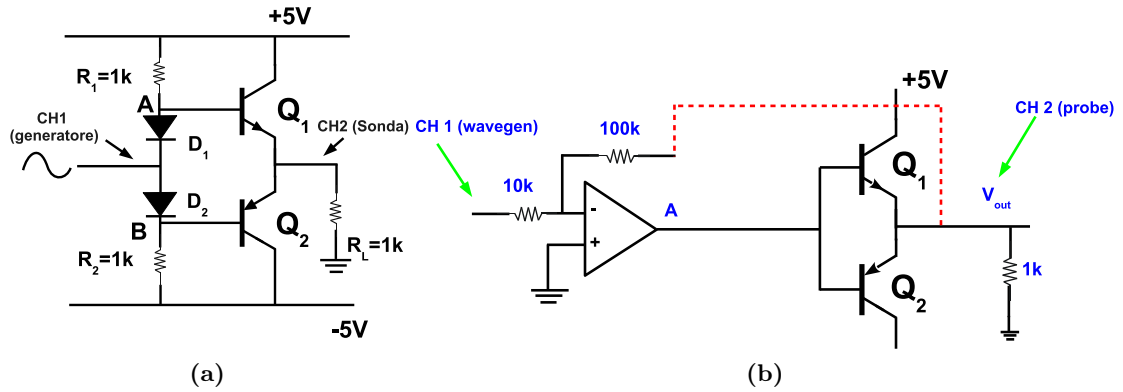 +5V
R1=1k
A
CH1
(generatore)
D1
Q1
CH2 (Sonda)
D2
B
Q2
R2=1k
RL=1k
-5V
(a)
CH 1 (wavegen)
100k
10k
-
+
A
+5V
CH 2 (probe)
Q1
Vout
Q2
1k
(b)